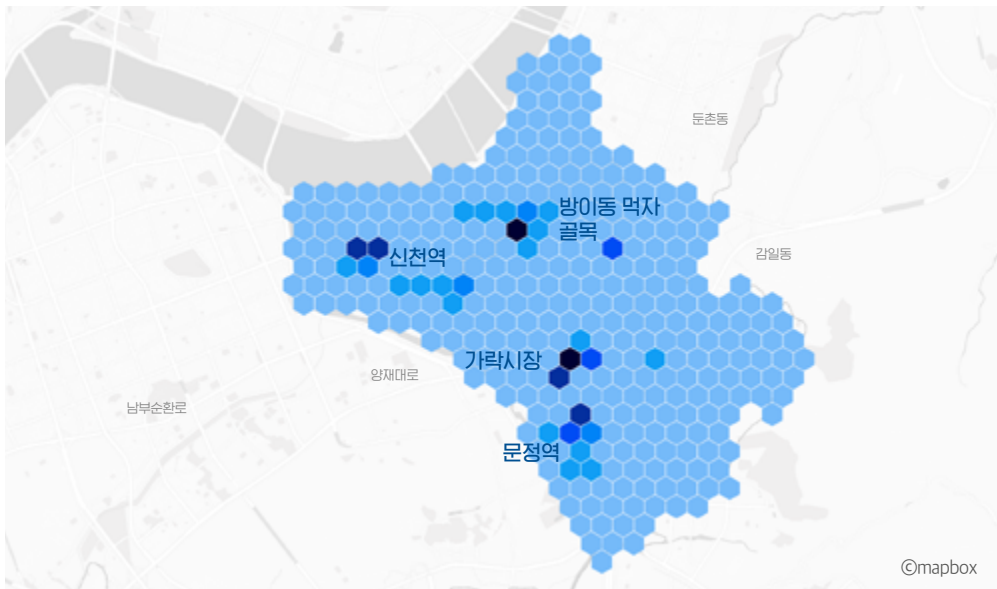 둔촌동
방이동 먹자
골목
신천역
감일동
가락시장
양재대로
남부순환로
문정역
©mapbox